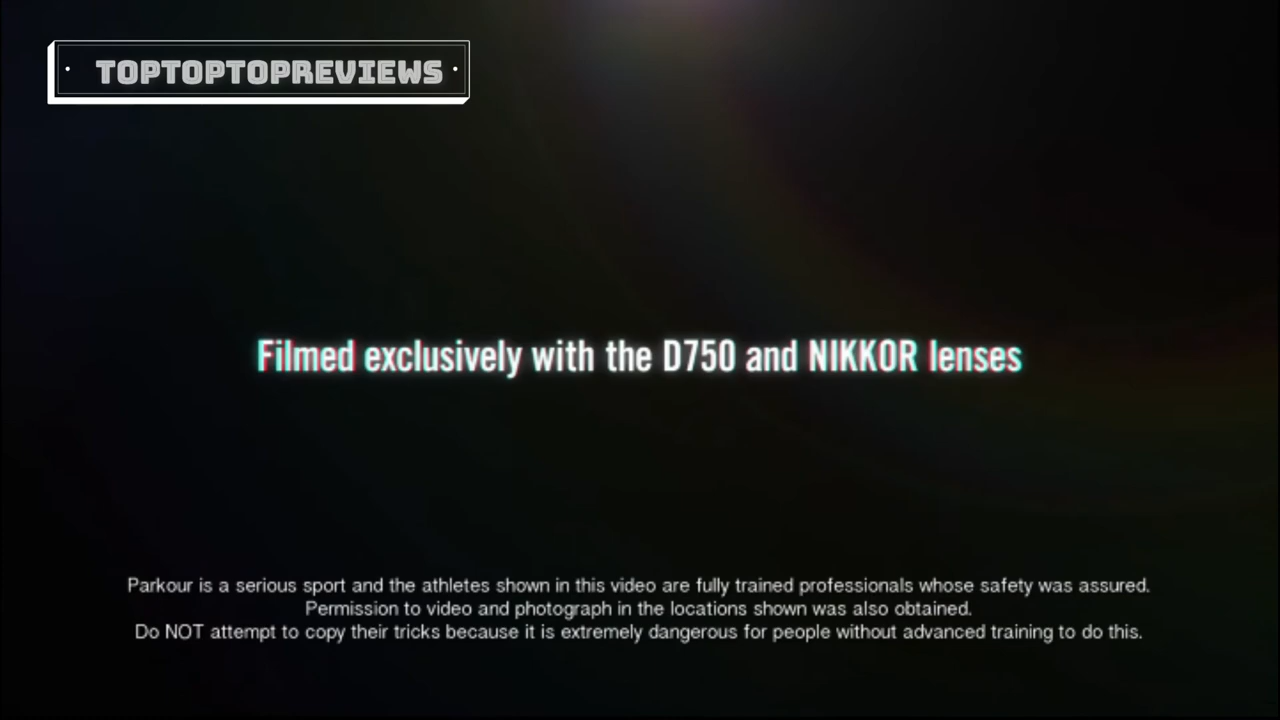 TOPTOPTOPREVIEWS
Filmed exclusively with the D750 and NIKKOR lenses
Parkour is a serious sport and the athletes shown in this video are fully trained professionals whose safety was assured.
Permission to video and photograph in the locations shown was also obtained.
Do NOT attempt to copy their tricks because it is extremely dangerous for people without advanced training to do this.